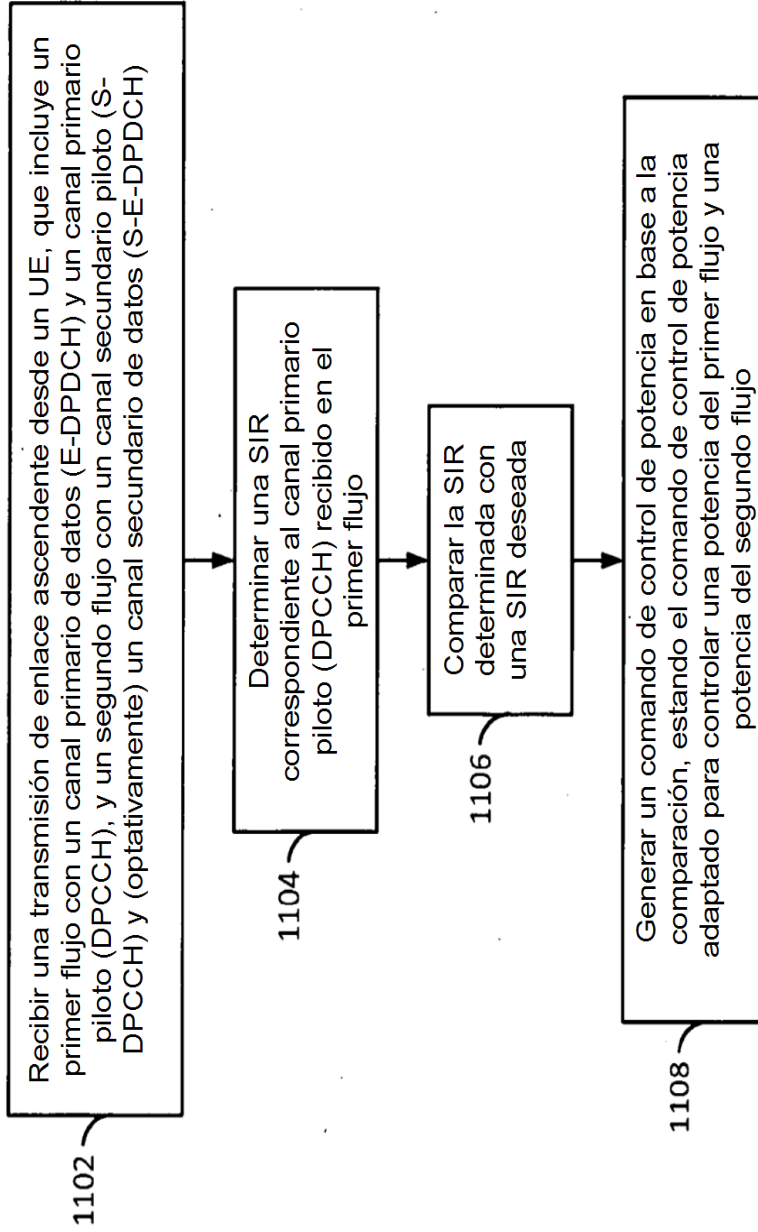 Recibir una transmisión de enlace ascendente desde un UE, que incluye un
primer flujo con un canal primario de datos (E-DPDCH) y un canal primario
piloto (DPCCH), y un segundo flujo con un canal secundario piloto (S-
DPCCH) y (optativamente) un canal secundario de datos (S-E-DPDCH)
1102
Determinar una SIR
correspondiente al canal primario
piloto (DPCCH) recibido en el
primer flujo
1104
Comparar la SIR
determinada con
una SIR deseada
1106
Generar un comando de control de potencia en base a la
comparación, estando el comando de control de potencia
adaptado para controlar una potencia del primer flujo y una
potencia del segundo flujo
1108